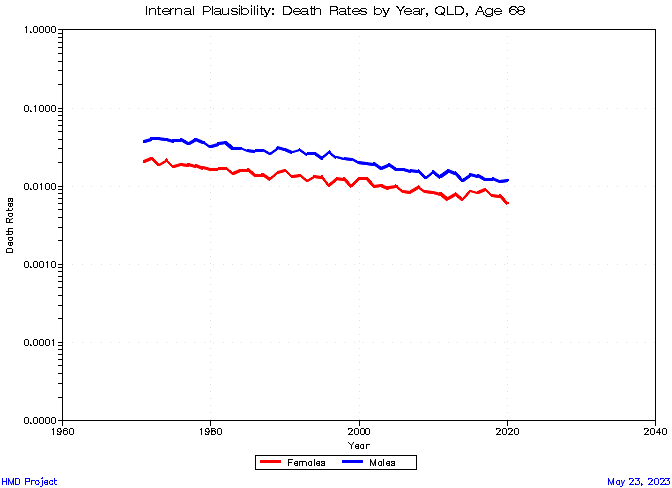 Internal Plausibility: Death Rates by Year, QLD, Age 68
1.0000
0.1000
0.0100
0.0010
0.0001
0.0000
Death Rates
1960 1980 2000 2020 2040
Year
Females Males
HMD Project May 23, 2023